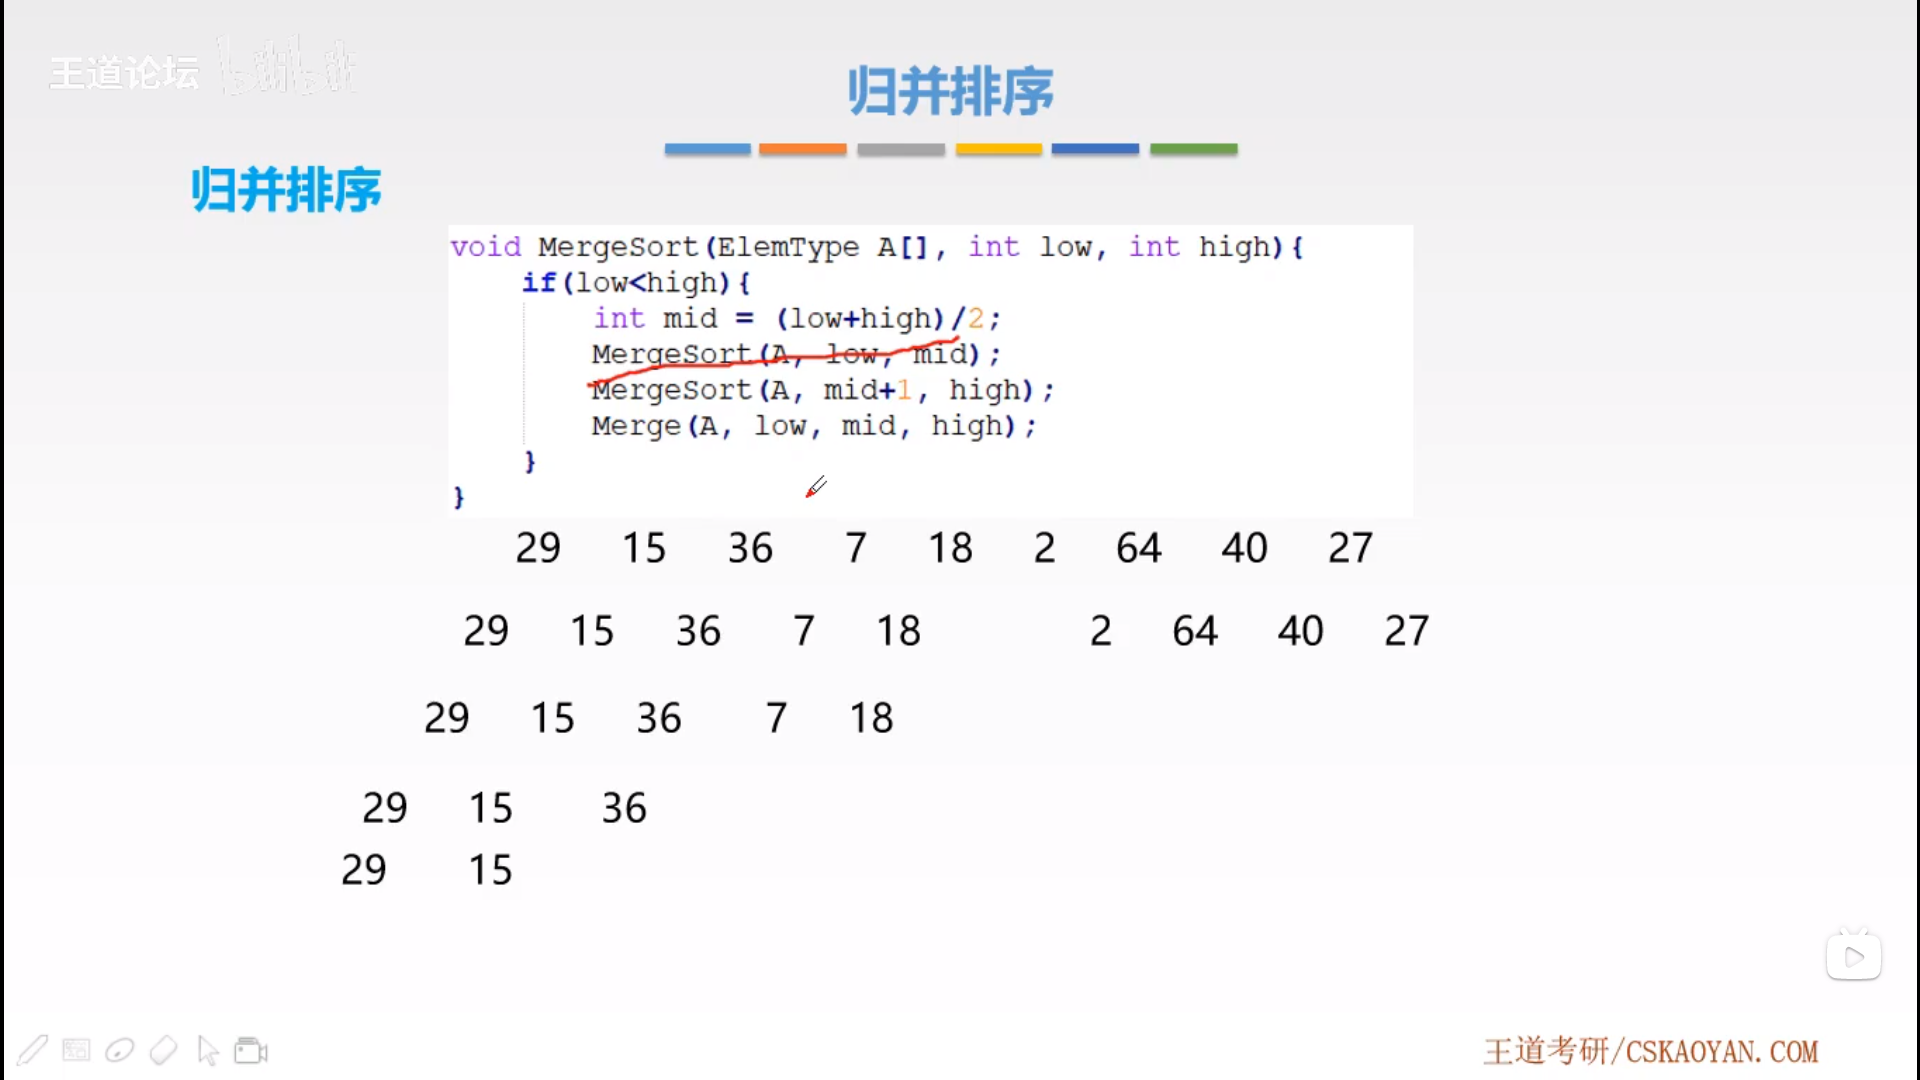 王道论坛 bilibili
归并排序
归并排序
void MergeSort(ElemType A[], int low, int high){
    if(low<high){
        int mid = (low+high)/2;
        MergeSort(A, low, mid);
        MergeSort(A, mid+1, high);
        Merge(A, low, mid, high);
    }
}
29 15 36 7 18 2 64 40 27
29 15 36 7 18 2 64 40 27
29 15 36 7 18
29 15 36
29 15
王道考研/CSKAOYAN.COM